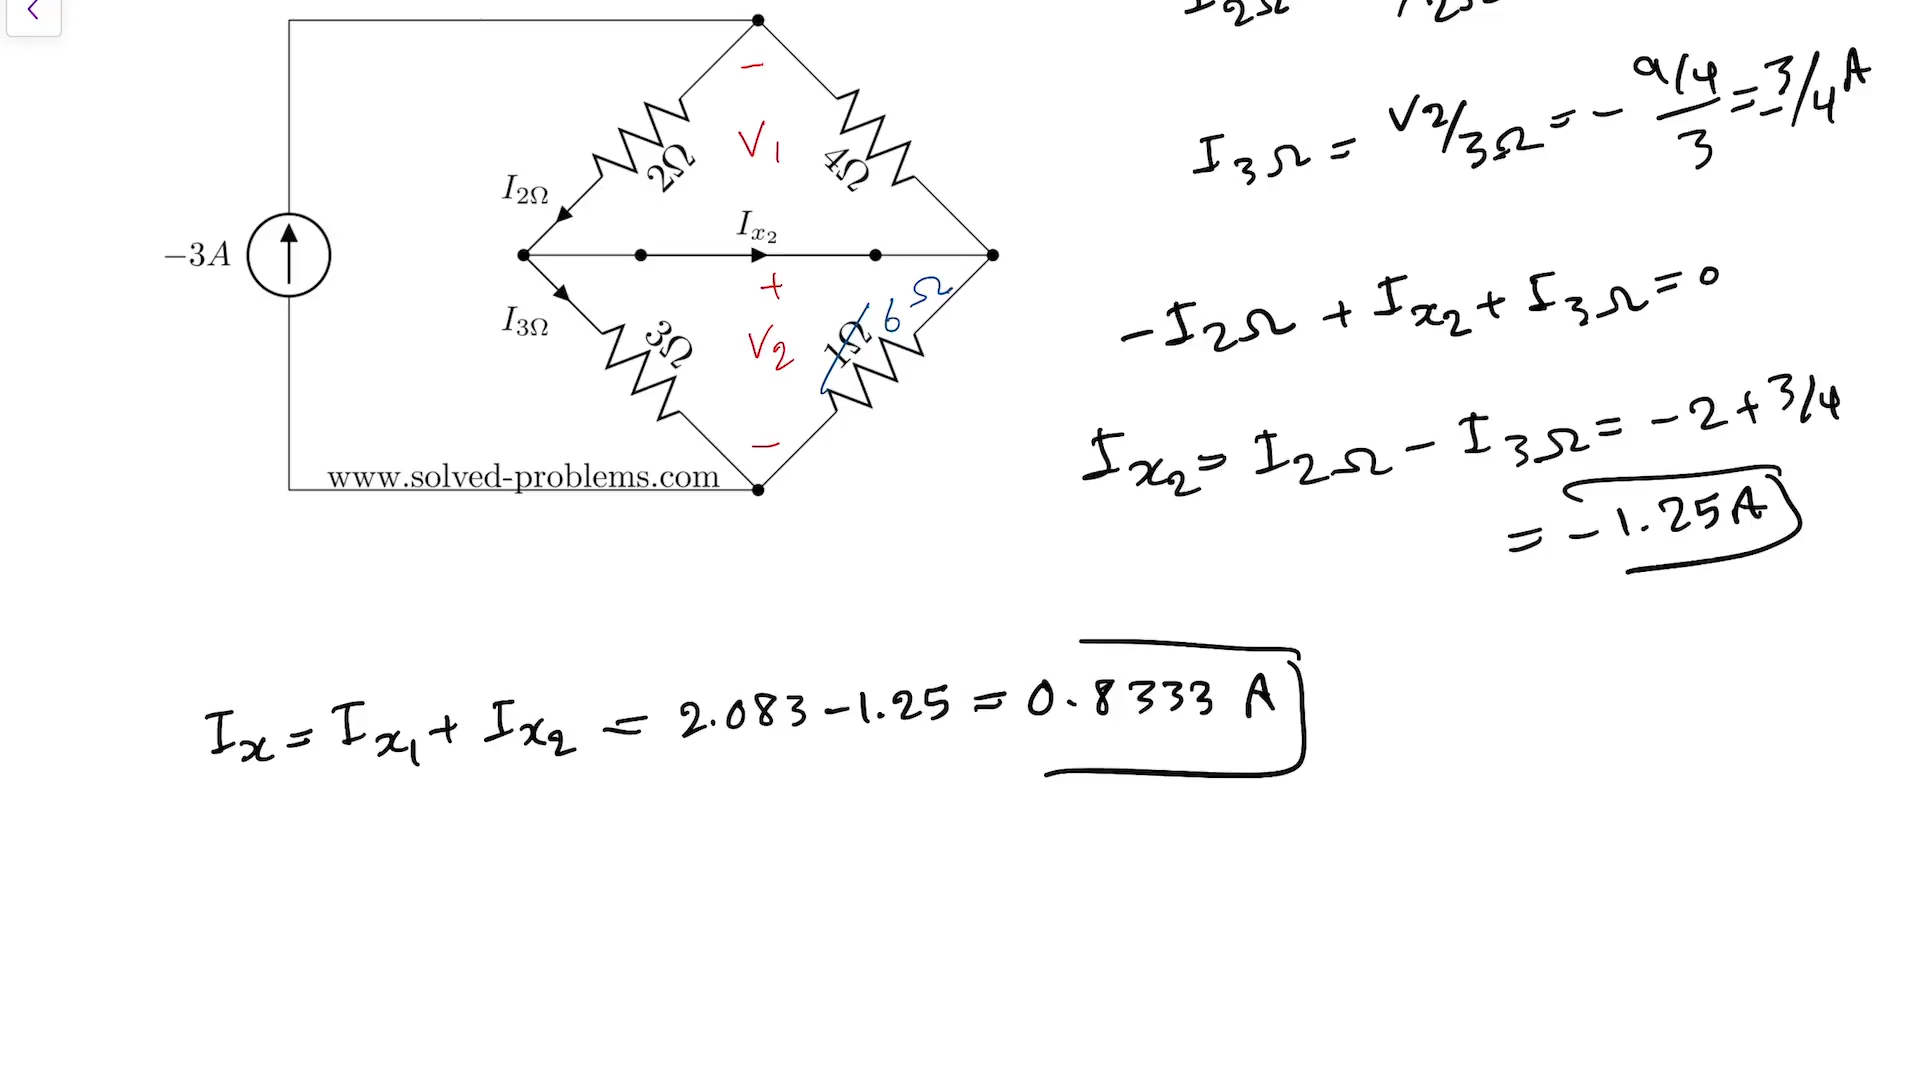 I3Ω = V2/3Ω = - 9/4 / 3 = -3/4 A
V1
2Ω
4Ω
I2Ω
Ix2
−3A
-I2Ω + Ix2 + I3Ω = 0
I3Ω
3Ω
V2
1Ω 6Ω
Ix2 = I2Ω - I3Ω = -2 + 3/4
www.solved-problems.com
= -1.25A
Ix = Ix1 + Ix2 = 2.083 - 1.25 = 0.8333 A